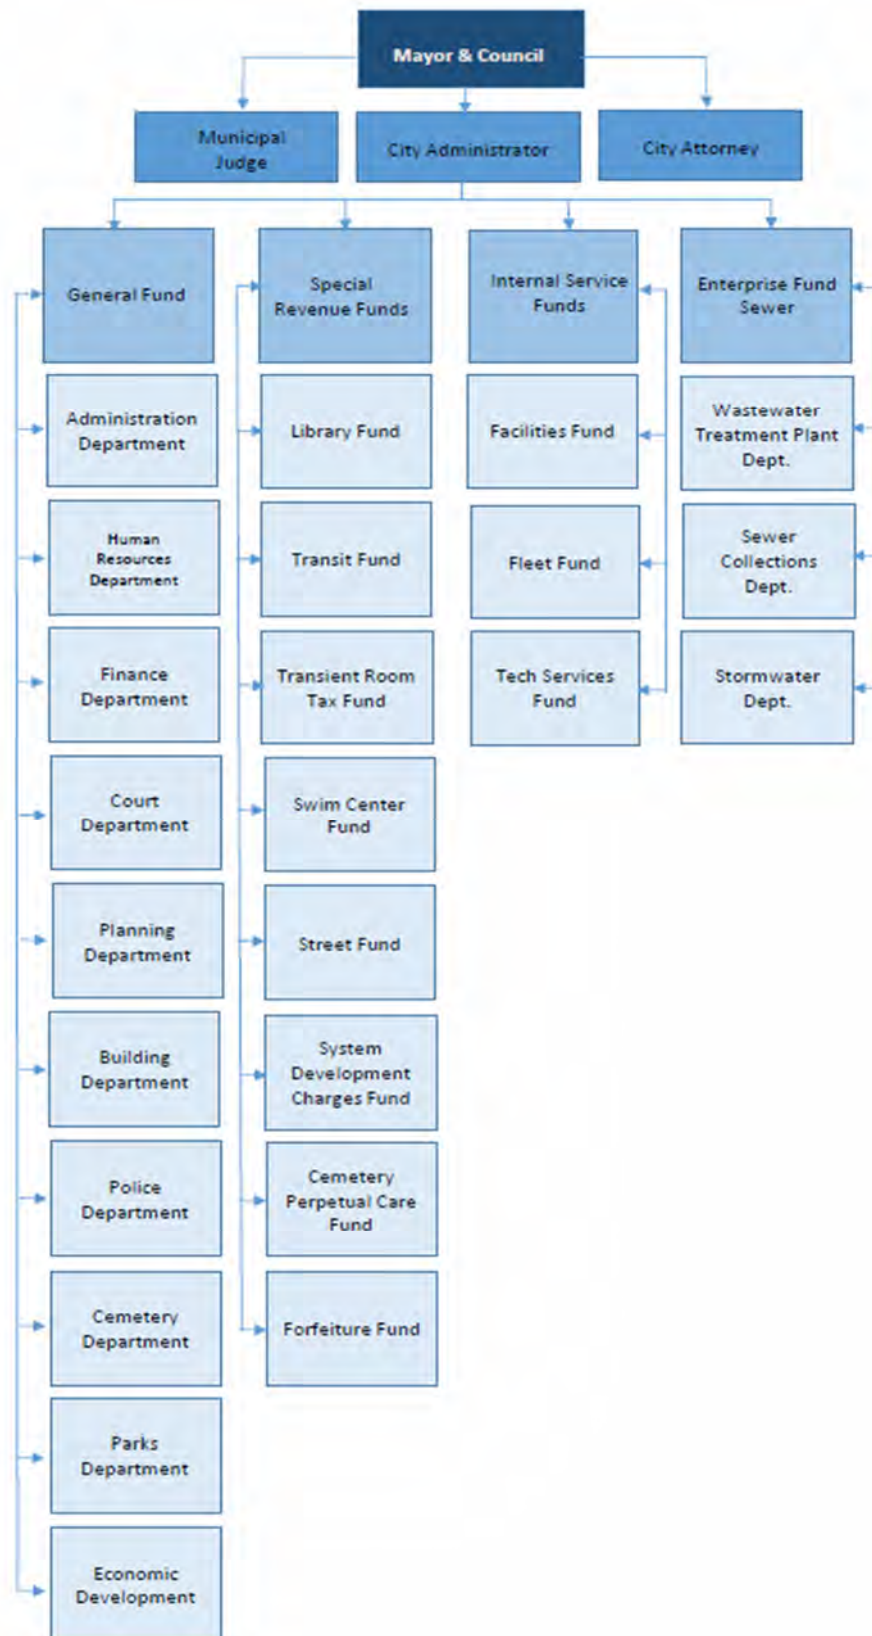 Mayor & Council
Municipal
Judge
City Administrator
City Attorney
General Fund
Special
Revenue Funds
Internal Service
Funds
Enterprise Fund
Sewer
Administration
Department
Human
Resources
Department
Finance
Department
Court
Department
Planning
Department
Building
Department
Police
Department
Cemetery
Department
Parks
Department
Economic
Development
Library Fund
Transit Fund
Transient Room
Tax Fund
Swim Center
Fund
Street Fund
System
Development
Charges Fund
Cemetery
Perpetual Care
Fund
Forfeiture Fund
Facilities Fund
Fleet Fund
Tech Services
Fund
Wastewater
Treatment Plant
Dept.
Sewer
Collections
Dept.
Stormwater
Dept.